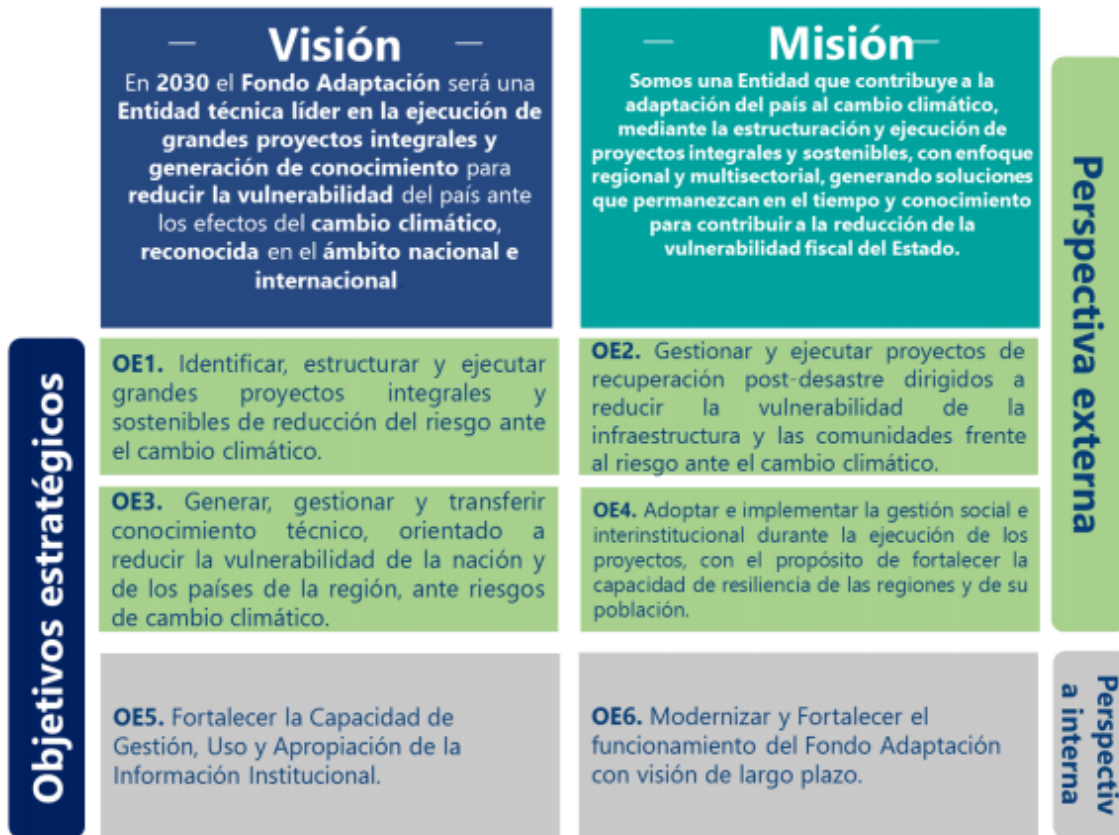 Visión
En 2030 el Fondo Adaptación será una
Entidad técnica líder en la ejecución de
grandes proyectos integrales y
generación de conocimiento para
reducir la vulnerabilidad del país ante
los efectos del cambio climático,
reconocida en el ámbito nacional e
internacional
Misión
Somos una Entidad que contribuye a la
adaptación del país al cambio climático,
mediante la estructuración y ejecución de
proyectos integrales y sostenibles, con enfoque
regional y multisectorial, generando soluciones
que permanezcan en el tiempo y conocimiento
para contribuir a la reducción de la
vulnerabilidad fiscal del Estado.
Perspectiva externa
Objetivos estratégicos
OE1. Identificar, estructurar y ejecutar
grandes proyectos integrales y
sostenibles de reducción del riesgo ante
el cambio climático.
OE2. Gestionar y ejecutar proyectos de
recuperación post-desastre dirigidos a
reducir la vulnerabilidad de la
infraestructura y las comunidades frente
al riesgo ante el cambio climático.
OE3. Generar, gestionar y transferir
conocimiento técnico, orientado a
reducir la vulnerabilidad de la nación y
de los países de la región, ante riesgos
de cambio climático.
OE4. Adoptar e implementar la gestión social e
interinstitucional durante la ejecución de los
proyectos, con el propósito de fortalecer la
capacidad de resiliencia de las regiones y de su
población.
OE5. Fortalecer la Capacidad de
Gestión, Uso y Apropiación de la
Información Institucional.
OE6. Modernizar y Fortalecer el
funcionamiento del Fondo Adaptación
con visión de largo plazo.
Perspectiv
a interna